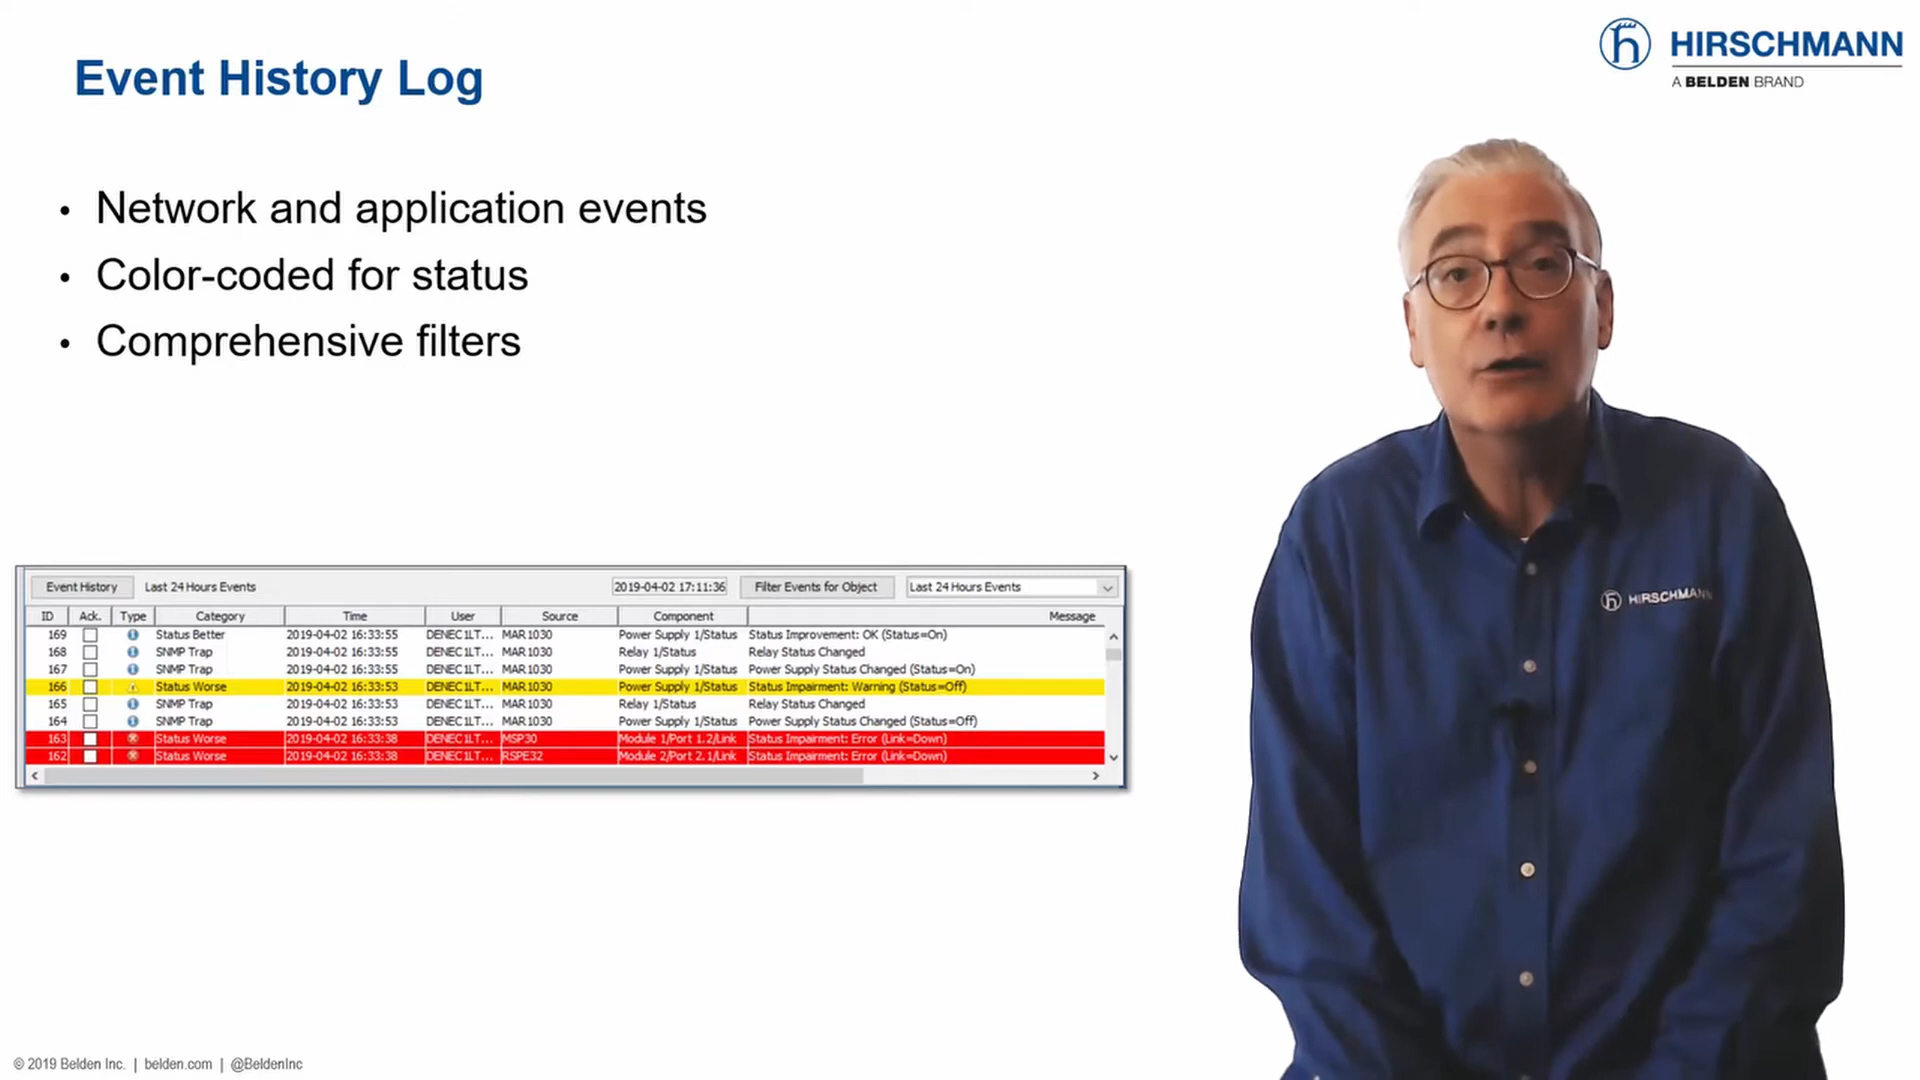 Event History Log
HIRSCHMANN
A BELDEN BRAND
• Network and application events
• Color-coded for status
• Comprehensive filters
Event History Last 24 Hours Events 2019-04-02 17:11:36 Filter Events for Object Last 24 Hours Events
ID Ack. Type Category Time User Source Component Message
169 Status Better 2019-04-02 16:33:55 DENEC1LT... MAR1030 Power Supply 1/Status Status Improvement: OK (Status=On)
168 SNMP Trap 2019-04-02 16:33:55 DENEC1LT... MAR1030 Relay 1/Status Relay Status Changed
167 SNMP Trap 2019-04-02 16:33:55 DENEC1LT... MAR1030 Power Supply 1/Status Power Supply Status Changed (Status=On)
166 Status Worse 2019-04-02 16:33:53 DENEC1LT... MAR1030 Power Supply 1/Status Status Impairment: Warning (Status=Off)
165 SNMP Trap 2019-04-02 16:33:53 DENEC1LT... MAR1030 Relay 1/Status Relay Status Changed
164 SNMP Trap 2019-04-02 16:33:53 DENEC1LT... MAR1030 Power Supply 1/Status Power Supply Status Changed (Status=Off)
163 Status Worse 2019-04-02 16:33:38 DENEC1LT... MSP30 Module 1/Port 1.2/Link Status Impairment: Error (Link=Down)
162 Status Worse 2019-04-02 16:33:38 DENEC1LT... RSPE32 Module 2/Port 2.1/Link Status Impairment: Error (Link=Down)
HIRSCHMANN
© 2019 Belden Inc. | belden.com | @BeldenInc